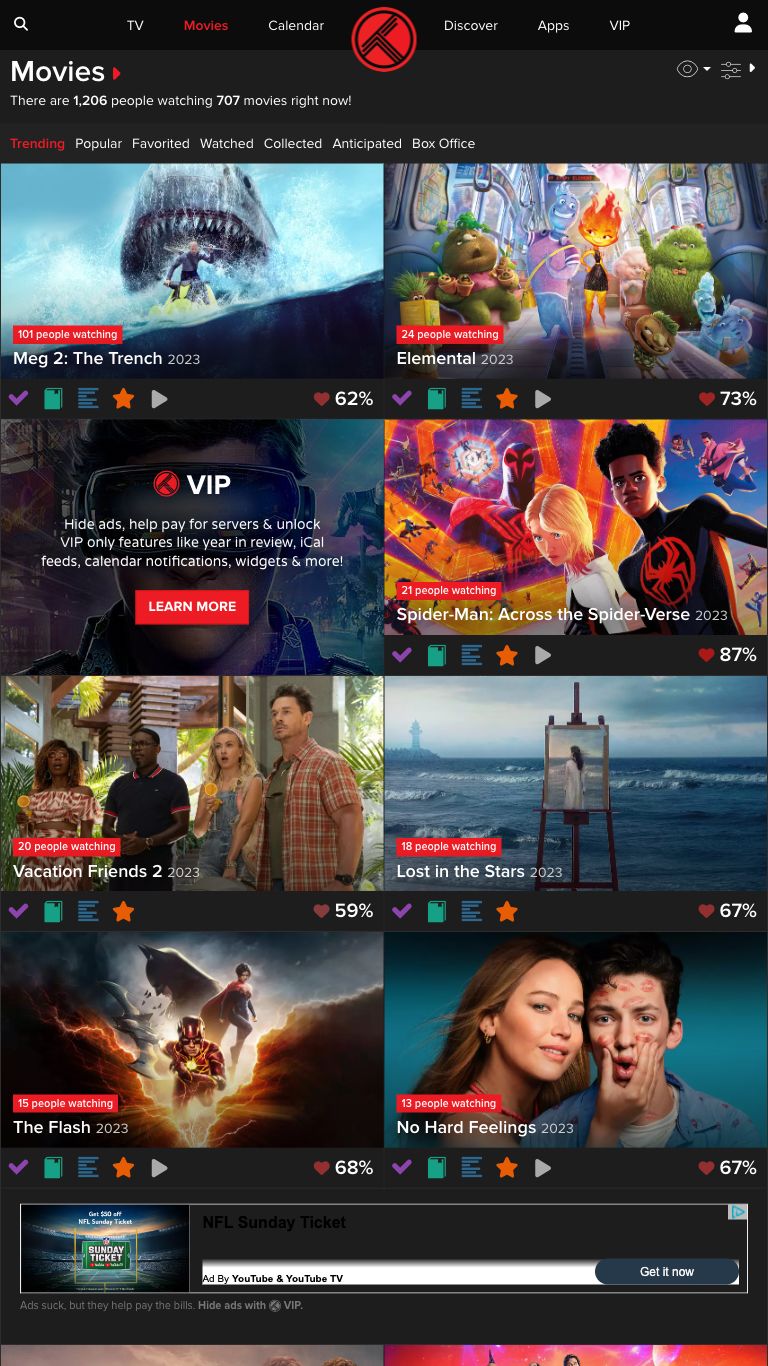 TV Movies Calendar Discover Apps VIP
Movies
There are 1,206 people watching 707 movies right now!
Trending Popular Favorited Watched Collected Anticipated Box Office
101 people watching
Meg 2: The Trench 2023
62%
24 people watching
Elemental 2023
73%
VIP
Hide ads, help pay for servers & unlock
VIP only features like year in review, iCal
feeds, calendar notifications, widgets & more!
LEARN MORE
21 people watching
Spider-Man: Across the Spider-Verse 2023
87%
20 people watching
Vacation Friends 2 2023
59%
18 people watching
Lost in the Stars 2023
67%
15 people watching
The Flash 2023
68%
13 people watching
No Hard Feelings 2023
67%
Get $50 off
NFL Sunday Ticket
SUNDAY
TICKET
NFL Sunday Ticket
Ad By YouTube & YouTube TV
Get it now
Ads suck, but they help pay the bills. Hide ads with VIP.